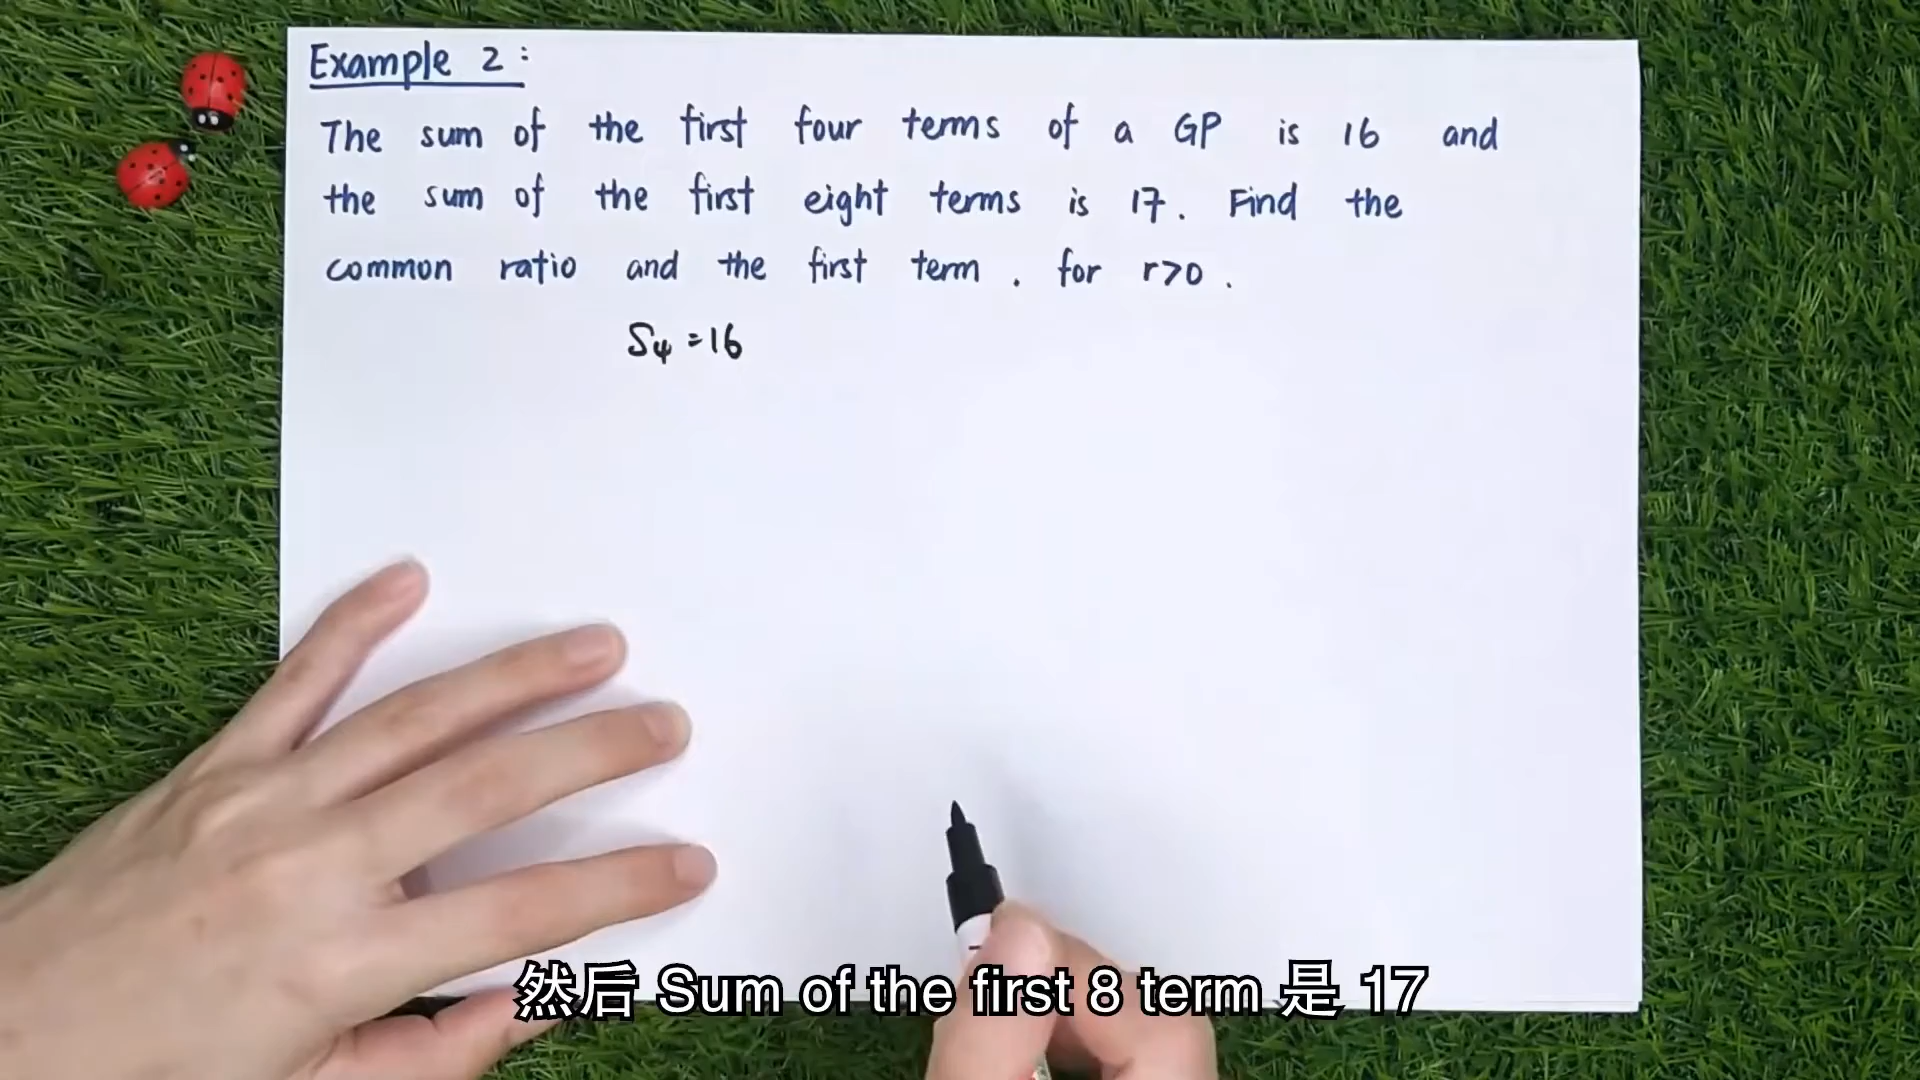 Example 2:
The sum of the first four terms of a GP is 16 and
the sum of the first eight terms is 17. Find the
common ratio and the first term. for r>0.
S₄ = 16
然后 Sum of the first 8 term 是 17